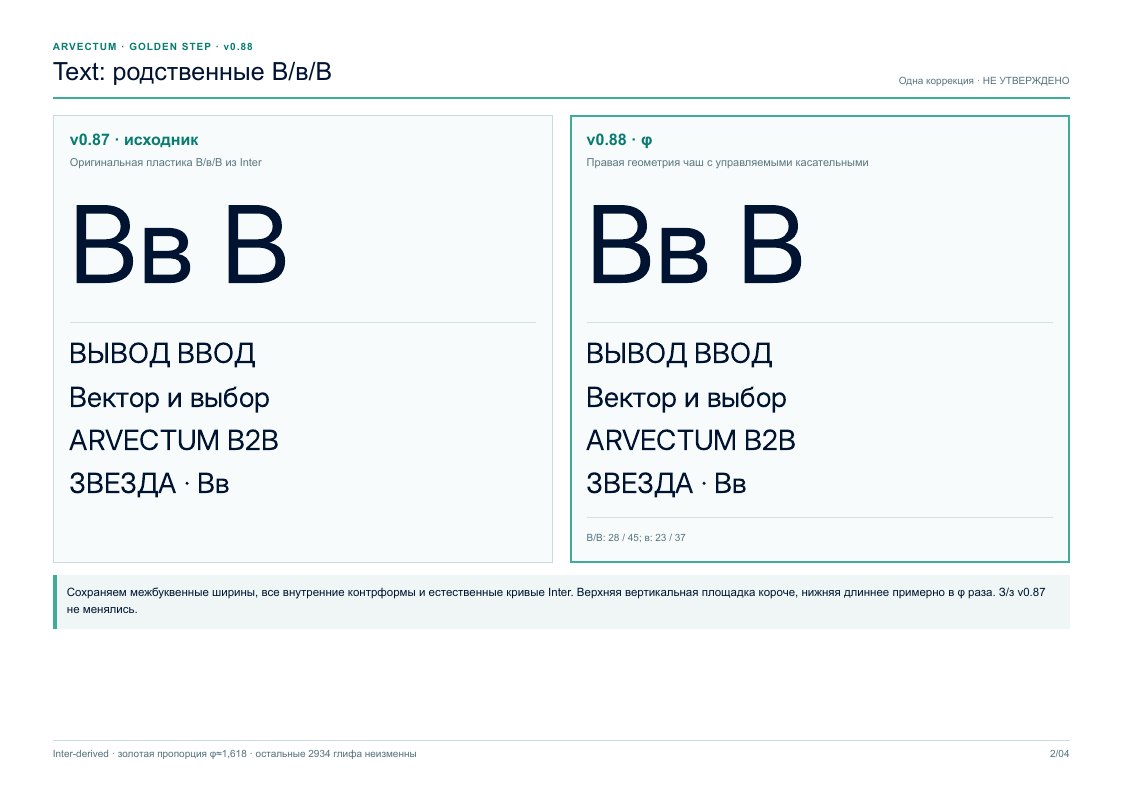 ARVECTUM · GOLDEN STEP · v0.88
Text: родственные В/в/B
Одна коррекция · НЕ УТВЕРЖДЕНО
v0.87 · исходник
Оригинальная пластика В/в/B из Inter
Вв B
ВЫВОД ВВОД
Вектор и выбор
ARVECTUM B2B
ЗВЕЗДА · Вв
v0.88 · φ
Правая геометрия чаш с управляемыми касательными
Вв B
ВЫВОД ВВОД
Вектор и выбор
ARVECTUM B2B
ЗВЕЗДА · Вв
В/B: 28 / 45; в: 23 / 37
Сохраняем межбуквенные ширины, все внутренние контрформы и естественные кривые Inter. Верхняя вертикальная площадка короче, нижняя длиннее примерно в φ раза. З/з v0.87
не менялись.
Inter-derived · золотая пропорция φ≈1,618 · остальные 2934 глифа неизменны
2/04